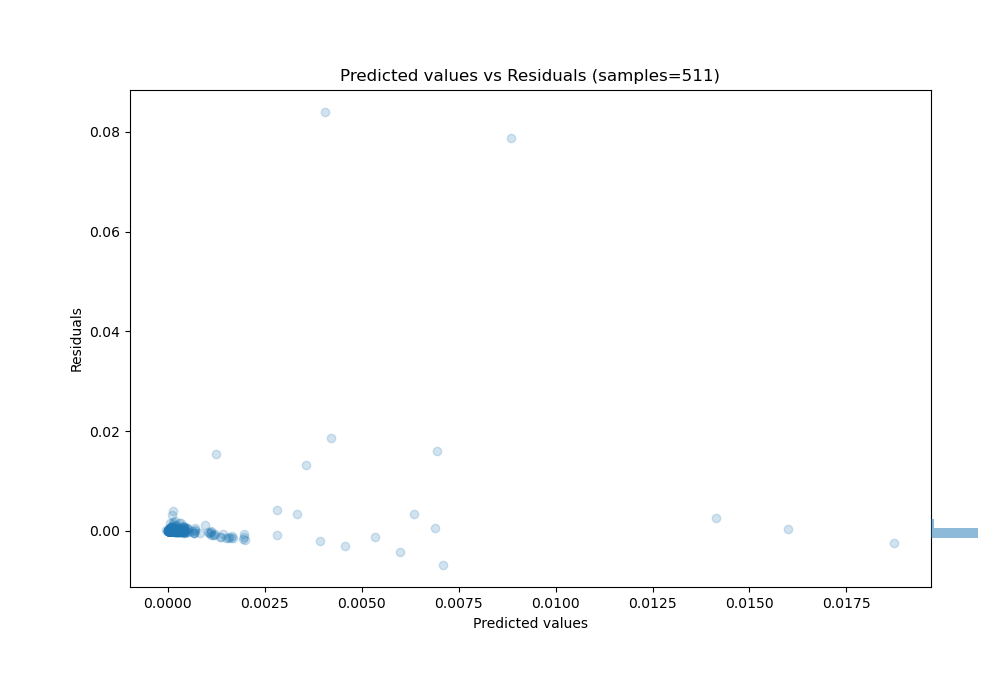 Predicted values vs Residuals (samples=511)
0.08
0.06
0.04
0.02
0.00
Residuals
0.0000 0.0025 0.0050 0.0075 0.0100 0.0125 0.0150 0.0175
Predicted values